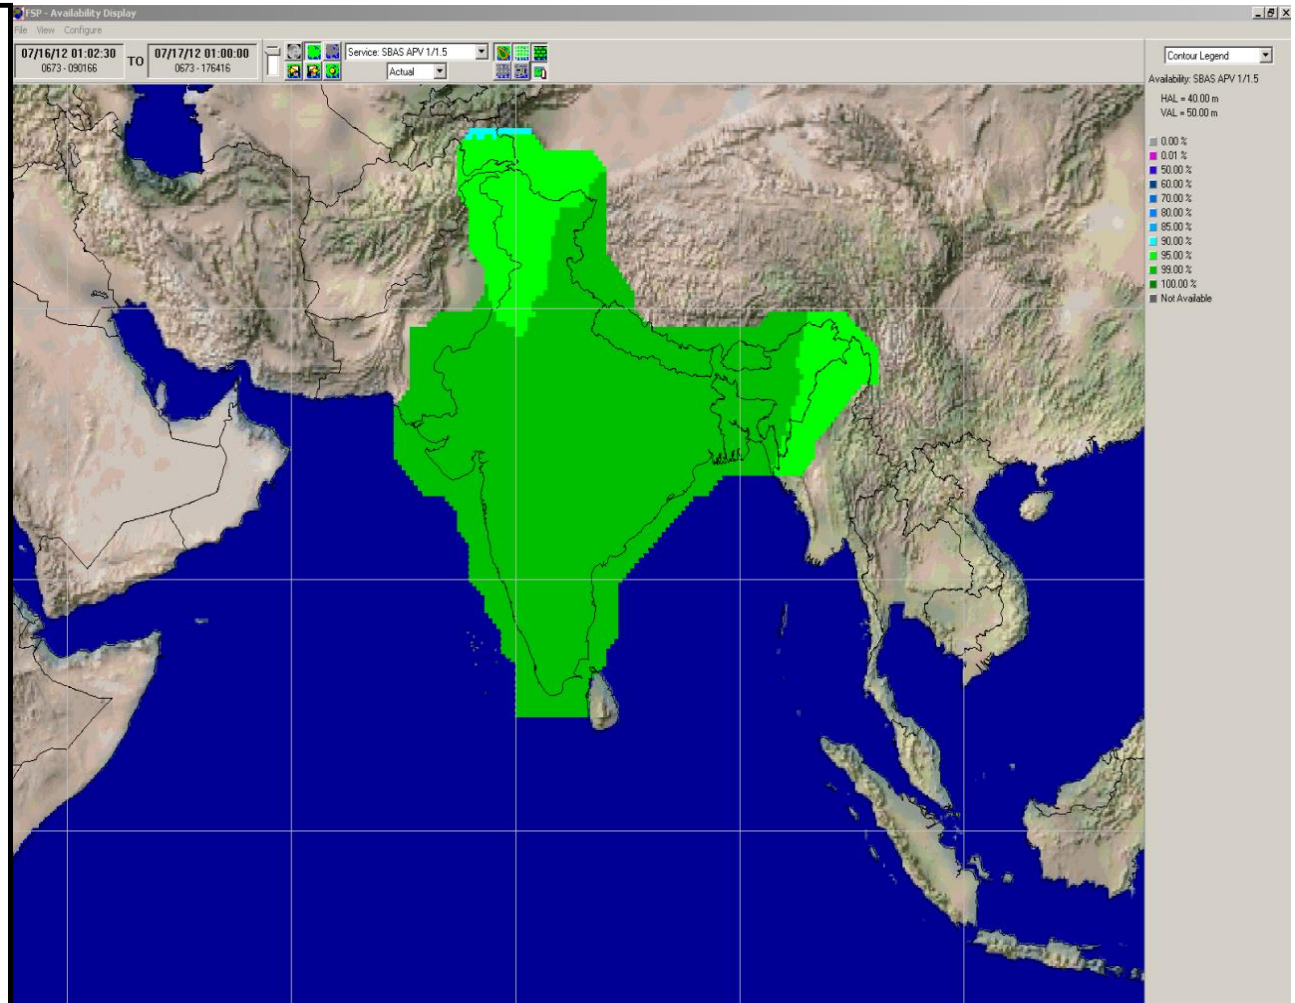 FSP - Availability Display
File View Configure
07/16/12 01:02:30
0673 - 090166
TO
07/17/12 01:00:00
0673 - 176416
Service: SBAS APV 1/1.5
Actual
Contour Legend
Availability: SBAS APV 1/1.5
HAL = 40.00 m
VAL = 50.00 m
0.00 %
0.01 %
50.00 %
60.00 %
70.00 %
80.00 %
85.00 %
90.00 %
95.00 %
99.00 %
100.00 %
Not Available